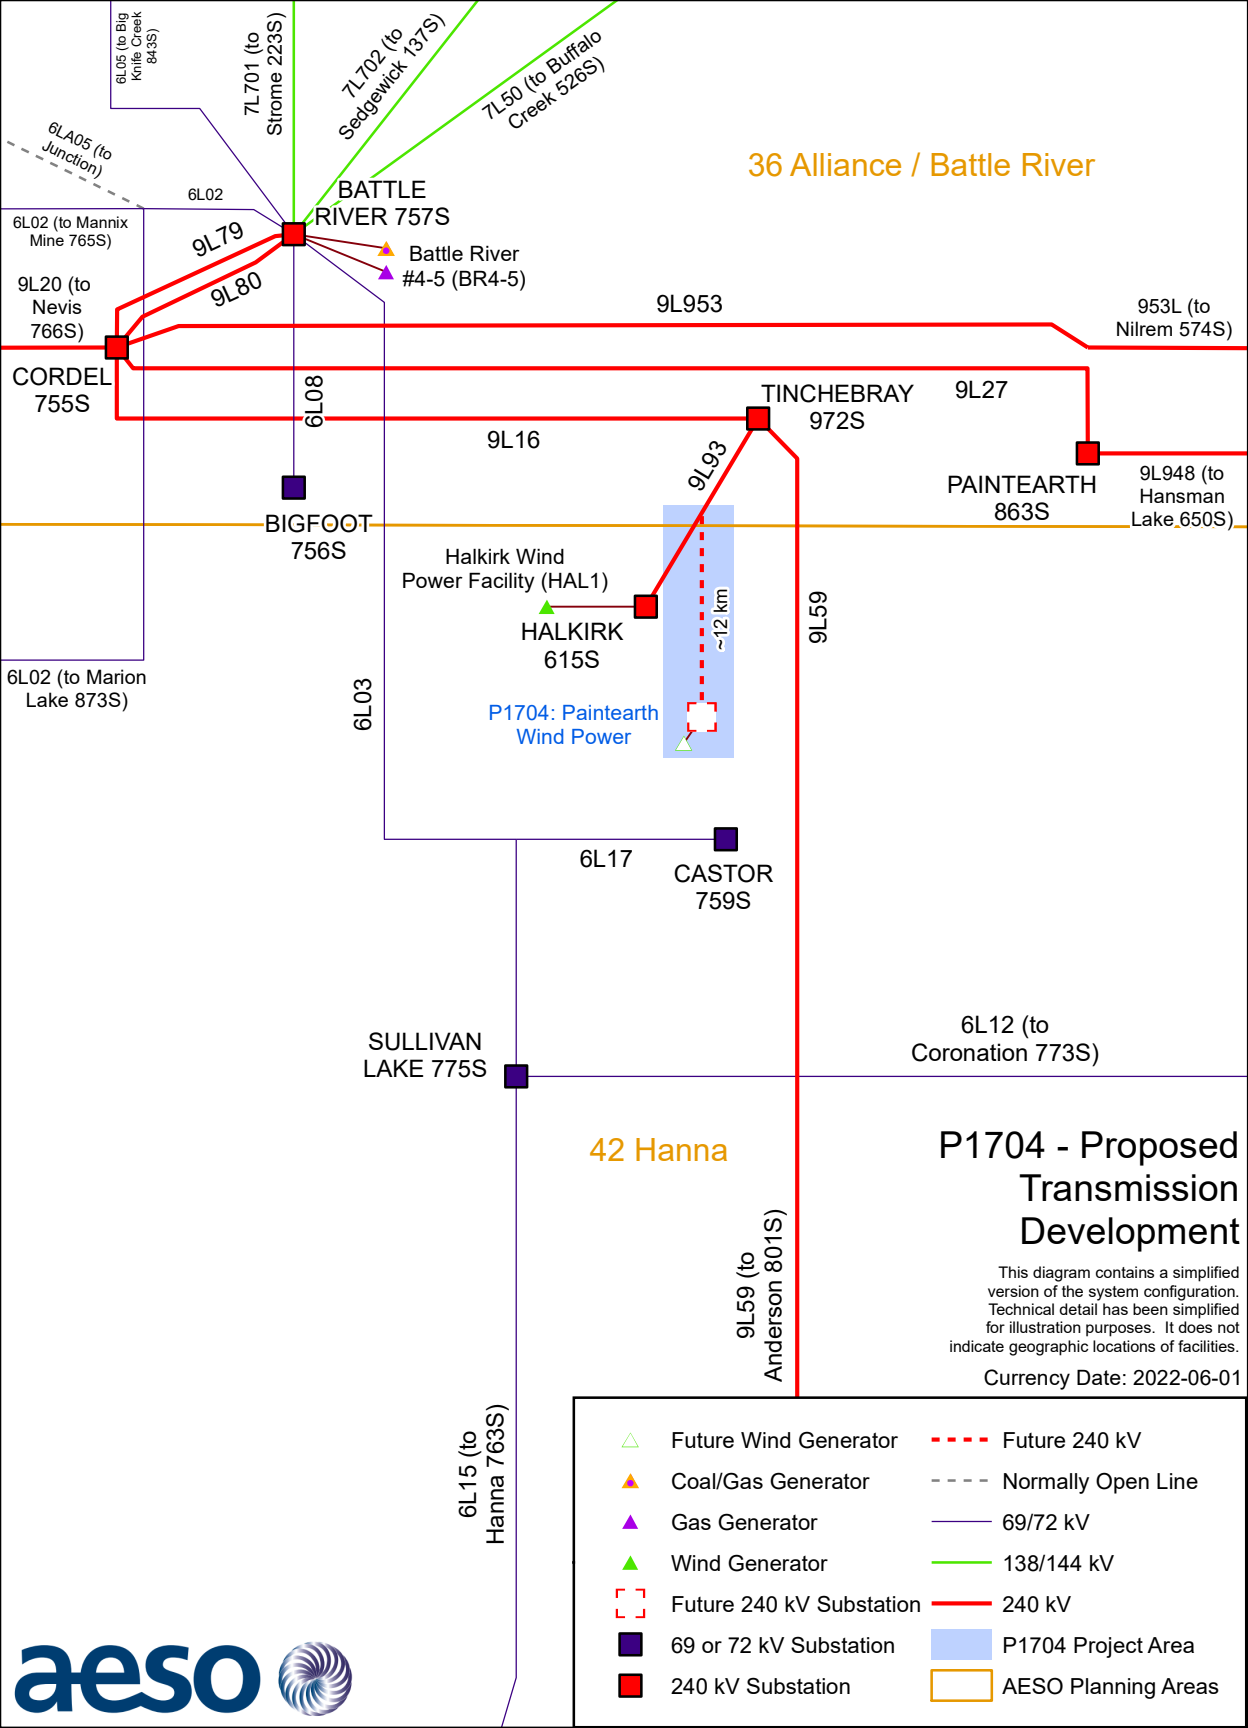 6L05 (to Big
Knife Creek
843S)
7L701 (to
Strome 223S)
7L702 (to
Sedgewick 137S)
7L50 (to Buffalo
Creek 526S)
6LA05 (to
Junction)
36 Alliance / Battle River
6L02
BATTLE
RIVER 757S
6L02 (to Mannix
Mine 765S)
9L79
9L80
Battle River
#4-5 (BR4-5)
9L20 (to
Nevis
766S)
9L953
953L (to
Nilrem 574S)
CORDEL
755S
6L08
9L27
TINCHEBRAY
972S
9L16
9L93
PAINTEARTH
863S
9L948 (to
Hansman
Lake 650S)
BIGFOOT
756S
Halkirk Wind
Power Facility (HAL1)
HALKIRK
615S
~12 km
9L59
6L02 (to Marion
Lake 873S)
6L03
P1704: Paintearth
Wind Power
6L17
CASTOR
759S
SULLIVAN
LAKE 775S
6L12 (to
Coronation 773S)
42 Hanna
P1704 - Proposed
Transmission
Development
This diagram contains a simplified
version of the system configuration.
Technical detail has been simplified
for illustration purposes. It does not
indicate geographic locations of facilities.
Currency Date: 2022-06-01
9L59 (to
Anderson 801S)
6L15 (to
Hanna 763S)
Future Wind Generator
Coal/Gas Generator
Gas Generator
Wind Generator
Future 240 kV Substation
69 or 72 kV Substation
240 kV Substation
Future 240 kV
Normally Open Line
69/72 kV
138/144 kV
240 kV
P1704 Project Area
AESO Planning Areas
aeso